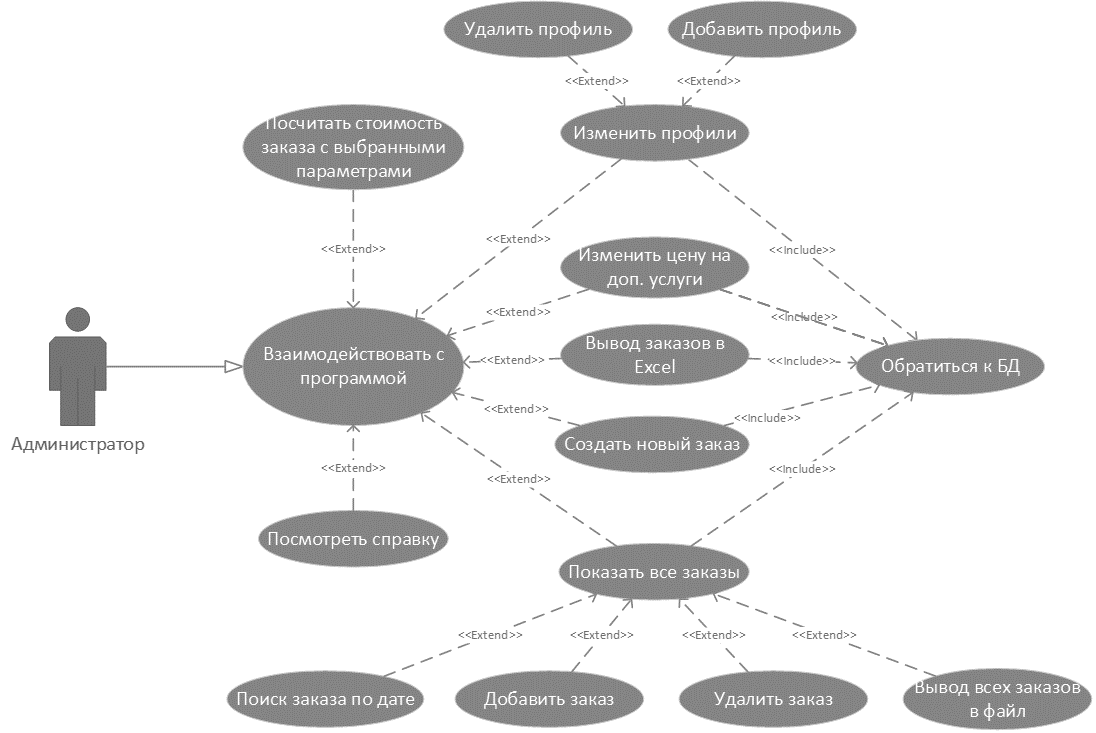 Удалить профиль
Добавить профиль
<<Extend>>
<<Extend>>
Посчитать стоимость
заказа с выбранными
параметрами
Изменить профили
<<Extend>>
<<Extend>>
<<Include>>
Изменить цену на
доп. услуги
<<Extend>>
<<Include>>
Взаимодействовать с
программой
<<Extend>>
Вывод заказов в
Excel
<<Include>>
Обратиться к БД
Администратор
<<Extend>>
<<Include>>
Создать новый заказ
<<Extend>>
<<Extend>>
<<Include>>
Посмотреть справку
Показать все заказы
<<Extend>>
<<Extend>>
<<Extend>>
<<Extend>>
Поиск заказа по дате
Добавить заказ
Удалить заказ
Вывод всех заказов
в файл